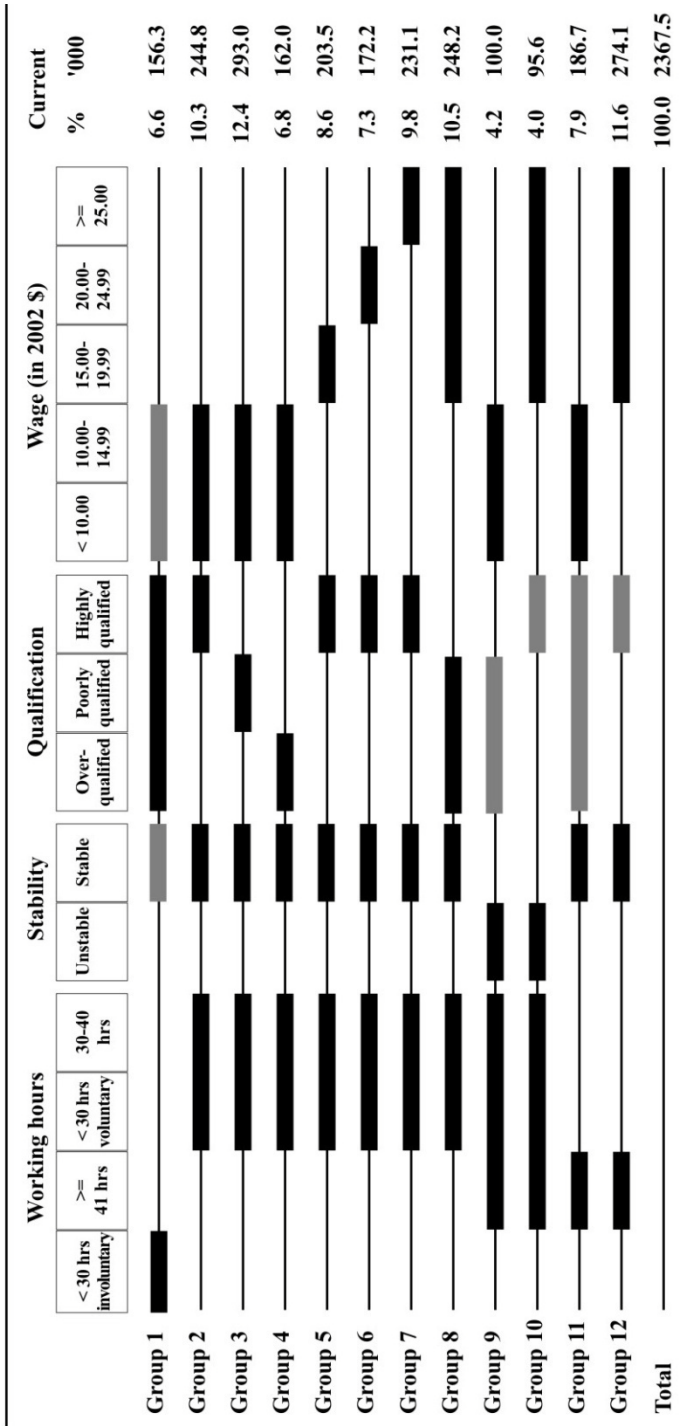 Working hours Stability Qualification Wage (in 2002 $) Current
< 30 hrs involuntary >= 41 hrs < 30 hrs voluntary 30-40 hrs Unstable Stable Over-qualified Poorly qualified Highly qualified < 10.00 10.00-14.99 15.00-19.99 20.00-24.99 >= 25.00 % '000
Group 1 6.6 156.3
Group 2 10.3 244.8
Group 3 12.4 293.0
Group 4 6.8 162.0
Group 5 8.6 203.5
Group 6 7.3 172.2
Group 7 9.8 231.1
Group 8 10.5 248.2
Group 9 4.2 100.0
Group 10 4.0 95.6
Group 11 7.9 186.7
Group 12 11.6 274.1
Total 100.0 2367.5